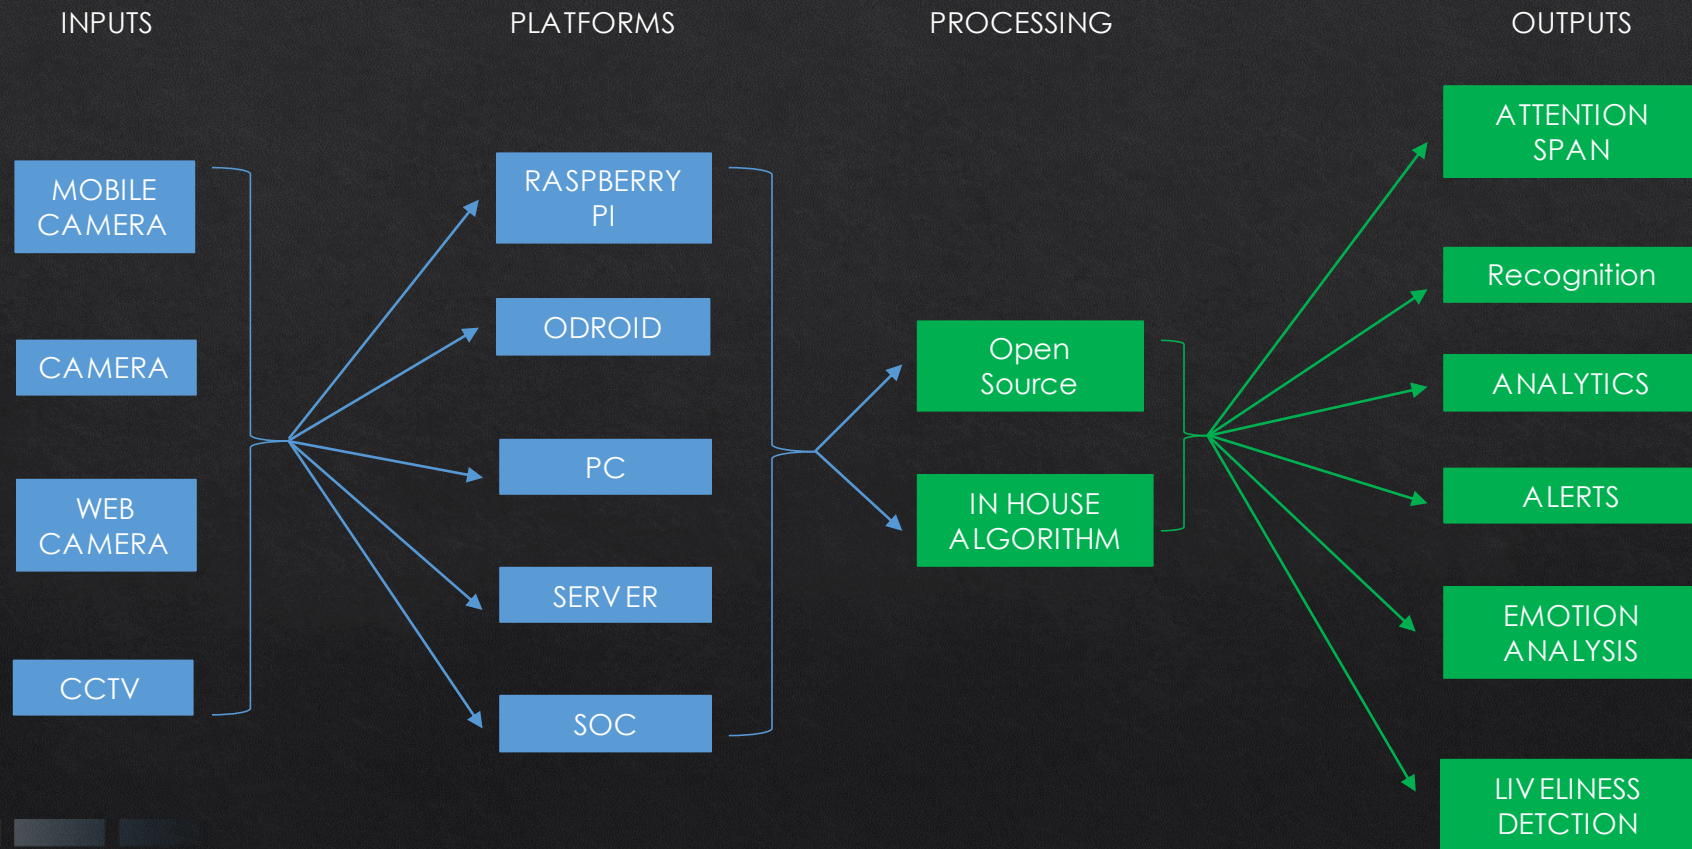 INPUTS
PLATFORMS
PROCESSING
OUTPUTS
MOBILE
CAMERA
CAMERA
WEB
CAMERA
CCTV
RASPBERRY
PI
ODROID
PC
SERVER
SOC
Open
Source
IN HOUSE
ALGORITHM
ATTENTION
SPAN
Recognition
ANALYTICS
ALERTS
EMOTION
ANALYSIS
LIVELINESS
DETCTION